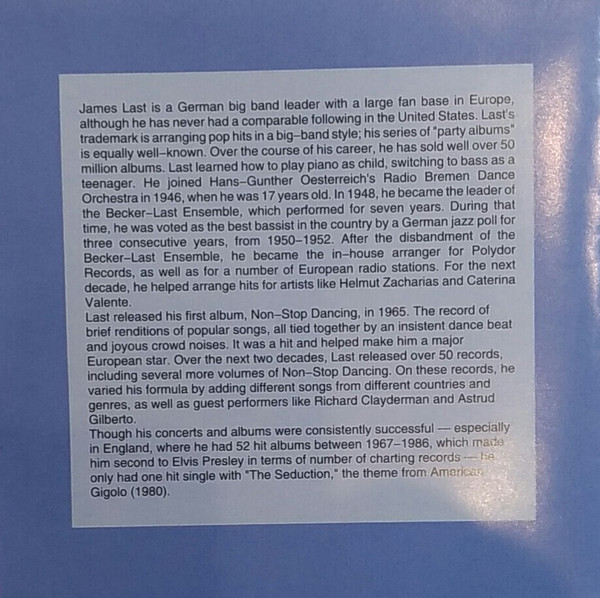 James Last is a German big band leader with a large fan base in Europe,
although he has never had a comparable following in the United States. Last's
trademark is arranging pop hits in a big–band style; his series of "party albums"
is equally well–known. Over the course of his career, he has sold well over 50
million albums. Last learned how to play piano as child, switching to bass as a
teenager. He joined Hans–Gunther Oesterreich's Radio Bremen Dance
Orchestra in 1946, when he was 17 years old. In 1948, he became the leader of
the Becker–Last Ensemble, which performed for seven years. During that
time, he was voted as the best bassist in the country by a German jazz poll for
three consecutive years, from 1950–1952. After the disbandment of the
Becker–Last Ensemble, he became the in–house arranger for Polydor
Records, as well as for a number of European radio stations. For the next
decade, he helped arrange hits for artists like Helmut Zacharias and Caterina
Valente.
Last released his first album, Non–Stop Dancing, in 1965. The record of
brief renditions of popular songs, all tied together by an insistent dance beat
and joyous crowd noises. It was a hit and helped make him a major
European star. Over the next two decades, Last released over 50 records,
including several more volumes of Non–Stop Dancing. On these records, he
varied his formula by adding different songs from different countries and
genres, as well as guest performers like Richard Clayderman and Astrud
Gilberto.
Though his concerts and albums were consistently successful — especially
in England, where he had 52 hit albums between 1967–1986, which made
him second to Elvis Presley in terms of number of charting records — he
only had one hit single with "The Seduction," the theme from American
Gigolo (1980).